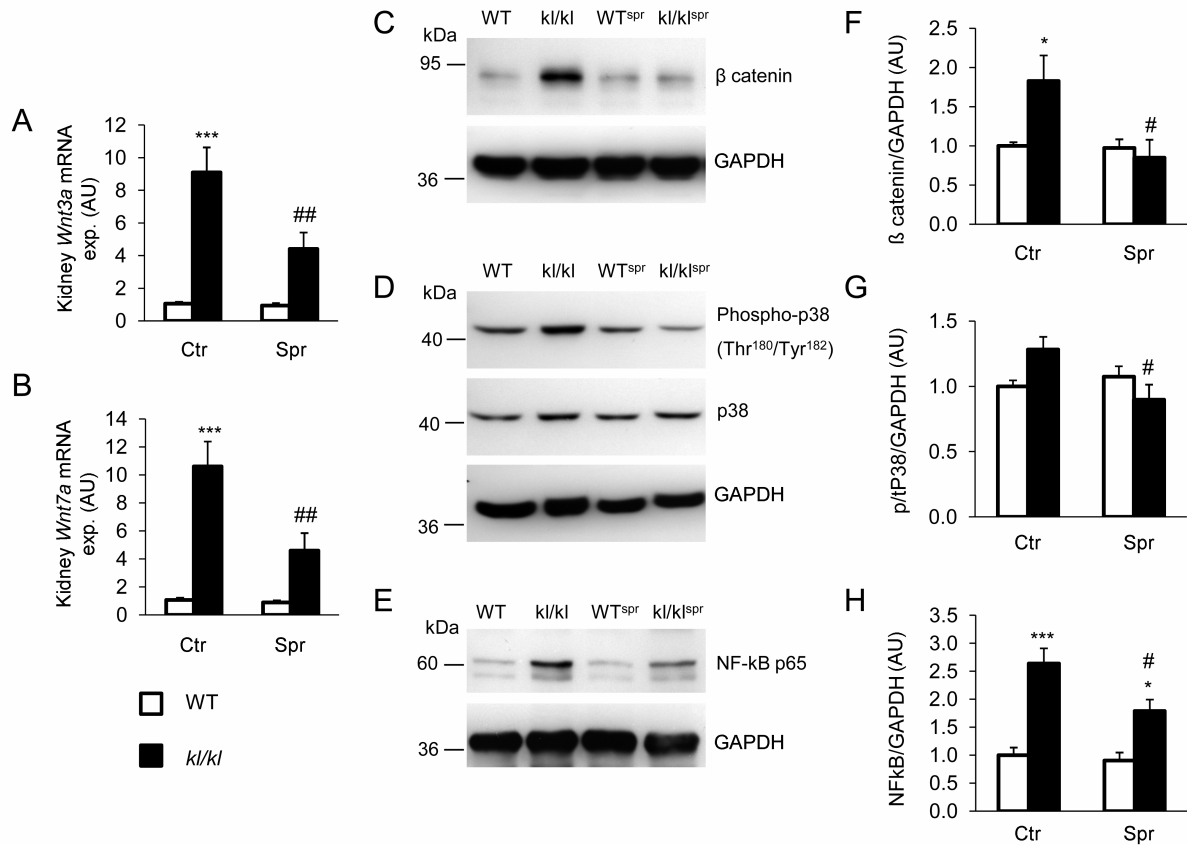 A
Kidney Wnt3a mRNA
exp. (AU)
12
10
8
6
4
2
0
***
##
Ctr
Spr
B
Kidney Wnt7a mRNA
exp. (AU)
14
12
10
8
6
4
2
0
***
##
Ctr
Spr
WT
kl/kl
C
WT kl/kl WTspr kl/klspr
kDa
95
β catenin
GAPDH
36
D
WT kl/kl WTspr kl/klspr
kDa
40
Phospho-p38
(Thr180/Tyr182)
p38
40
GAPDH
36
E
WT kl/kl WTspr kl/klspr
kDa
60
NF-kB p65
GAPDH
36
F
ß catenin/GAPDH (AU)
2.5
2.0
1.5
1.0
0.5
0.0
*
#
Ctr
Spr
G
p/tP38/GAPDH (AU)
1.5
1.0
0.5
0.0
#
Ctr
Spr
H
NFkB/GAPDH (AU)
3.5
3.0
2.5
2.0
1.5
1.0
0.5
0.0
***
#
*
Ctr
Spr